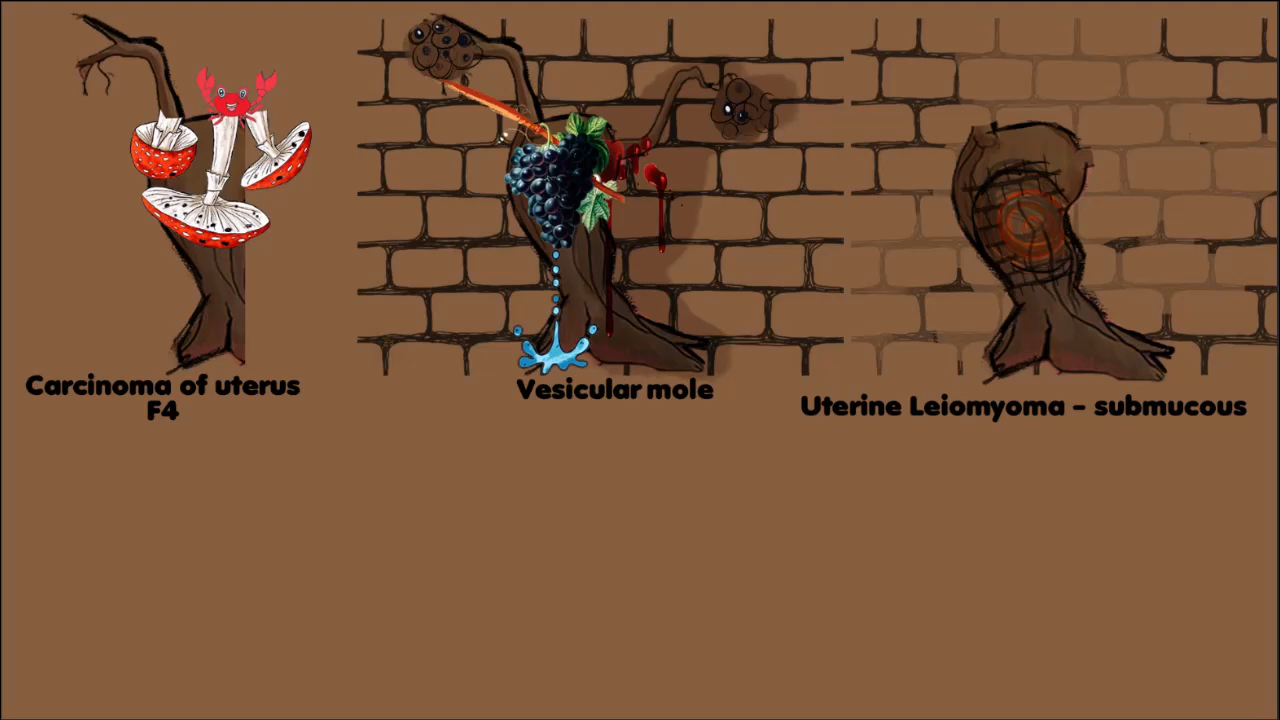 Carcinoma of uterus
F4
Vesicular mole
Uterine Leiomyoma - submucous